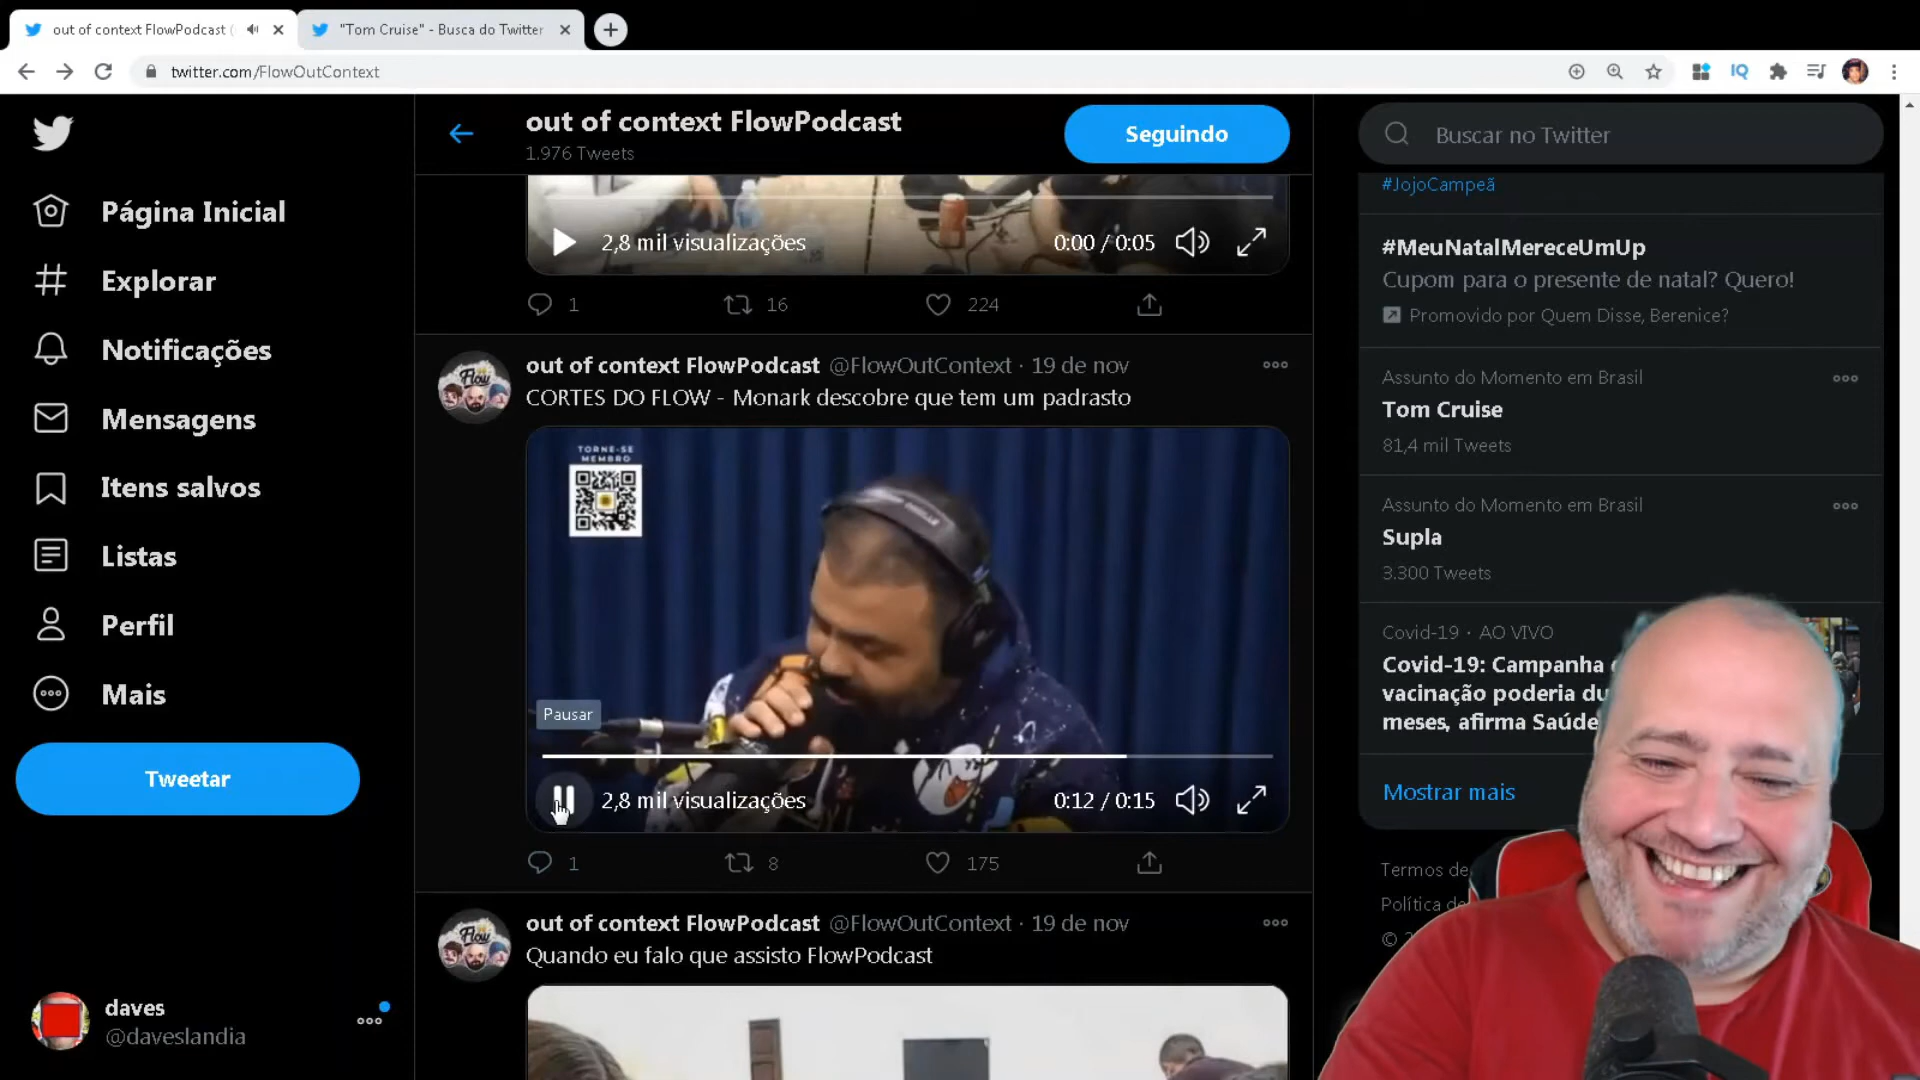 out of context FlowPodcast (
"Tom Cruise" - Busca do Twitter
twitter.com/FlowOutContext
IQ
Página Inicial
Explorar
Notificações
Mensagens
Itens salvos
Listas
Perfil
Mais
Tweetar
daves
@daveslandia
out of context FlowPodcast
1.976 Tweets
Seguindo
2,8 mil visualizações
0:00 / 0:05
1
16
224
out of context FlowPodcast @FlowOutContext · 19 de nov
CORTES DO FLOW - Monark descobre que tem um padrasto
TORNE-SE
MEMBRO
Pausar
2,8 mil visualizações
0:12 / 0:15
1
8
175
out of context FlowPodcast @FlowOutContext · 19 de nov
Quando eu falo que assisto FlowPodcast
Flow
Flow
Buscar no Twitter
#JojoCampeã
#MeuNatalMereceUmUp
Cupom para o presente de natal? Quero!
Promovido por Quem Disse, Berenice?
Assunto do Momento em Brasil
Tom Cruise
81,4 mil Tweets
Assunto do Momento em Brasil
Supla
3.300 Tweets
Covid-19 · AO VIVO
Covid-19: Campanha
vacinação poderia du
meses, afirma Saúde
Mostrar mais
Termos de
Política de
©